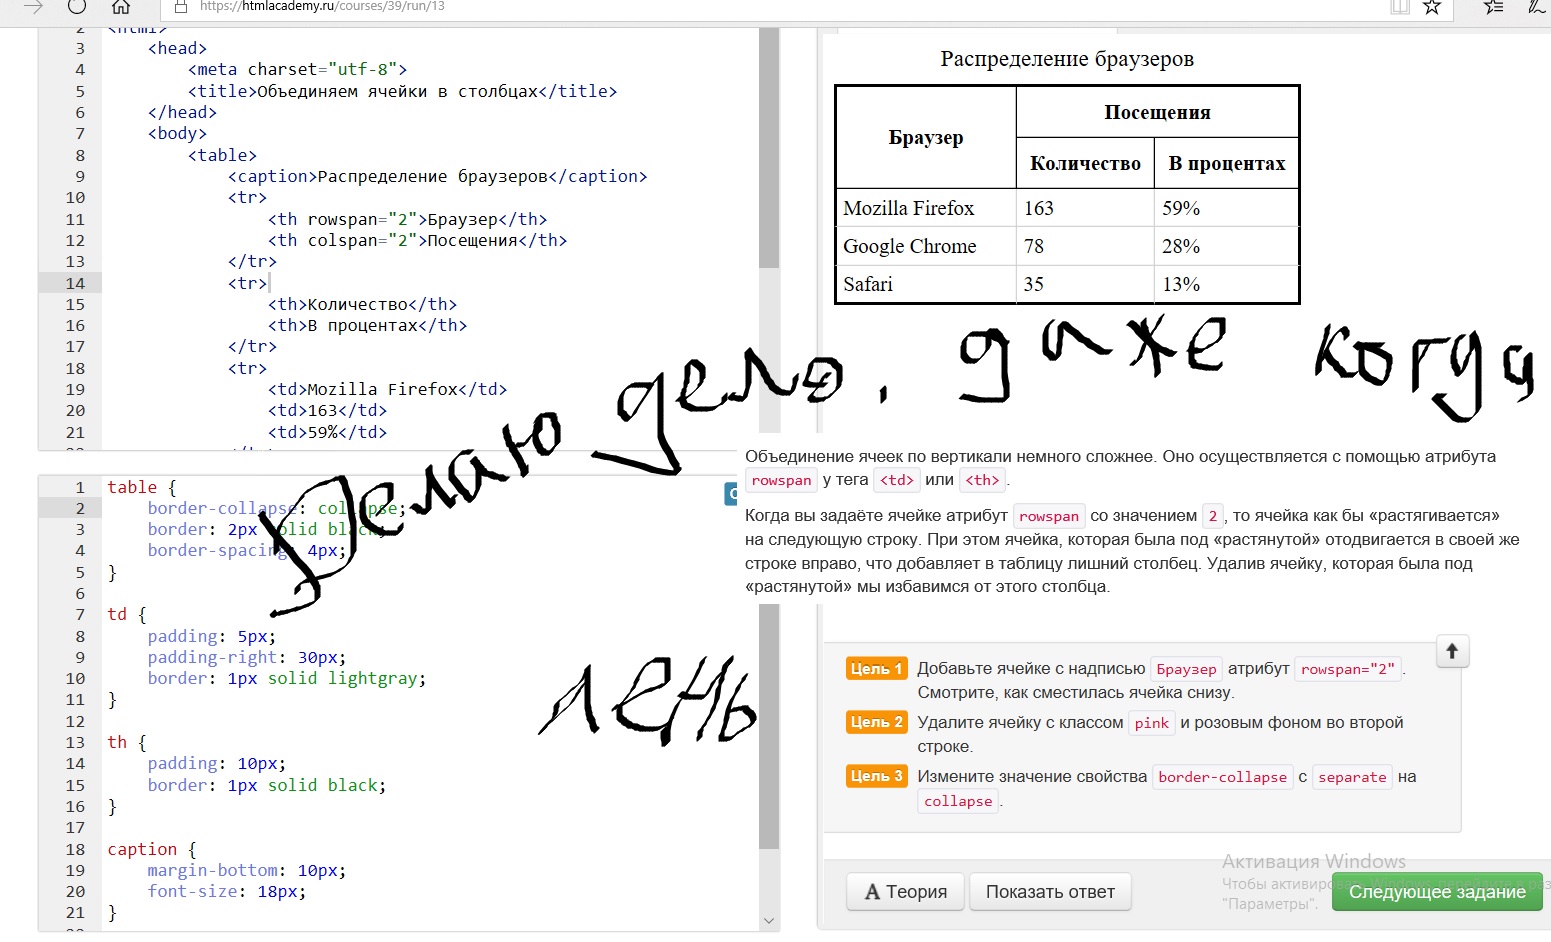 https://htmlacademy.ru/courses/39/run/13
2 <html>
3 <head>
4 <meta charset="utf-8">
5 <title>Объединяем ячейки в столбцах</title>
6 </head>
7 <body>
8 <table>
9 <caption>Распределение браузеров</caption>
10 <tr>
11 <th rowspan="2">Браузер</th>
12 <th colspan="2">Посещения</th>
13 </tr>
14 <tr>
15 <th>Количество</th>
16 <th>В процентах</th>
17 </tr>
18 <tr>
19 <td>Mozilla Firefox</td>
20 <td>163</td>
21 <td>59%</td>
1 table {
2 border-collapse: collapse;
3 border: 2px solid black;
4 border-spacing: 4px;
5 }
6
7 td {
8 padding: 5px;
9 padding-right: 30px;
10 border: 1px solid lightgray;
11 }
12
13 th {
14 padding: 10px;
15 border: 1px solid black;
16 }
17
18 caption {
19 margin-bottom: 10px;
20 font-size: 18px;
21 }
Распределение браузеров
Браузер Посещения
Количество В процентах
Mozilla Firefox 163 59%
Google Chrome 78 28%
Safari 35 13%
Делаю дело, даже когда
лень
Объединение ячеек по вертикали немного сложнее. Оно осуществляется с помощью атрибута
rowspan у тега <td> или <th>.
Когда вы задаёте ячейке атрибут rowspan со значением 2, то ячейка как бы «растягивается»
на следующую строку. При этом ячейка, которая была под «растянутой» отодвигается в своей же
строке вправо, что добавляет в таблицу лишний столбец. Удалив ячейку, которая была под
«растянутой» мы избавимся от этого столбца.
Цель 1 Добавьте ячейке с надписью Браузер атрибут rowspan="2".
Смотрите, как сместилась ячейка снизу.
Цель 2 Удалите ячейку с классом pink и розовым фоном во второй
строке.
Цель 3 Измените значение свойства border-collapse с separate на
collapse.
A Теория Показать ответ Следующее задание
Активация Windows
Чтобы активировать Windows, перейдите в раз
"Параметры".